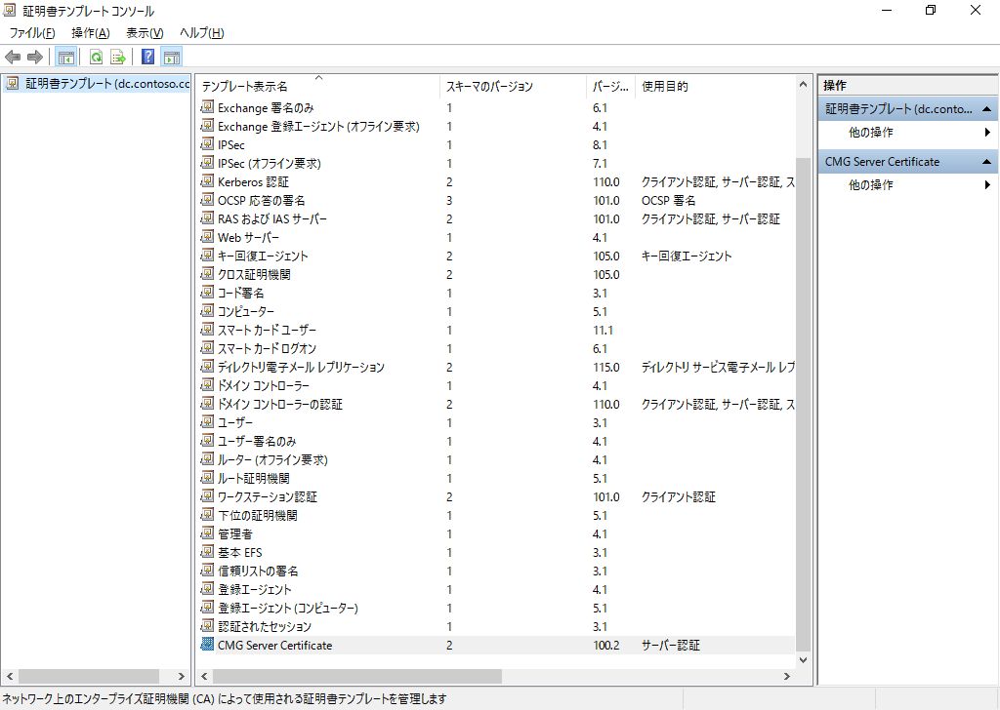 証明書テンプレート コンソール
ファイル(F) 操作(A) 表示(V) ヘルプ(H)
証明書テンプレート (dc.contoso.cc
テンプレート表示名 スキーマのバージョン バージ... 使用目的
Exchange 署名のみ 1 6.1
Exchange 登録エージェント (オフライン要求) 1 4.1
IPSec 1 8.1
IPSec (オフライン要求) 1 7.1
Kerberos 認証 2 110.0 クライアント認証, サーバー認証, ス
OCSP 応答の署名 3 101.0 OCSP 署名
RAS および IAS サーバー 2 101.0 クライアント認証, サーバー認証
Web サーバー 1 4.1
キー回復エージェント 2 105.0 キー回復エージェント
クロス証明機関 2 105.0
コード署名 1 3.1
コンピューター 1 5.1
スマート カード ユーザー 1 11.1
スマート カード ログオン 1 6.1
ディレクトリ電子メール レプリケーション 2 115.0 ディレクトリ サービス電子メール レプ
ドメイン コントローラー 1 4.1
ドメイン コントローラーの認証 2 110.0 クライアント認証, サーバー認証, ス
ユーザー 1 3.1
ユーザー署名のみ 1 4.1
ルーター (オフライン要求) 1 4.1
ルート証明機関 1 5.1
ワークステーション認証 2 101.0 クライアント認証
下位の証明機関 1 5.1
管理者 1 4.1
基本 EFS 1 3.1
信頼リストの署名 1 3.1
登録エージェント 1 4.1
登録エージェント (コンピューター) 1 5.1
認証されたセッション 1 3.1
CMG Server Certificate 2 100.2 サーバー認証
操作
証明書テンプレート (dc.conto...
他の操作
CMG Server Certificate
他の操作
ネットワーク上のエンタープライズ証明機関 (CA) によって使用される証明書テンプレートを管理します